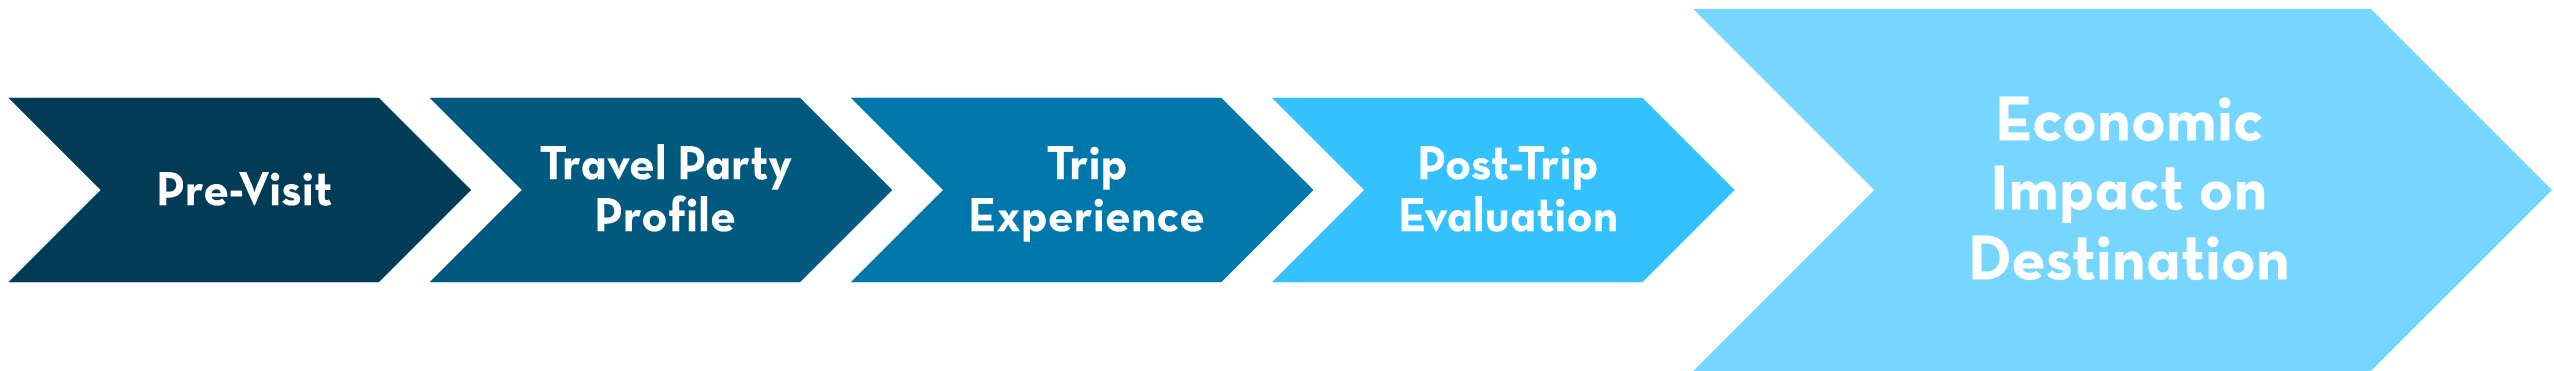 Pre-Visit
Travel Party
Profile
Trip
Experience
Post-Trip
Evaluation
Economic
Impact on
Destination